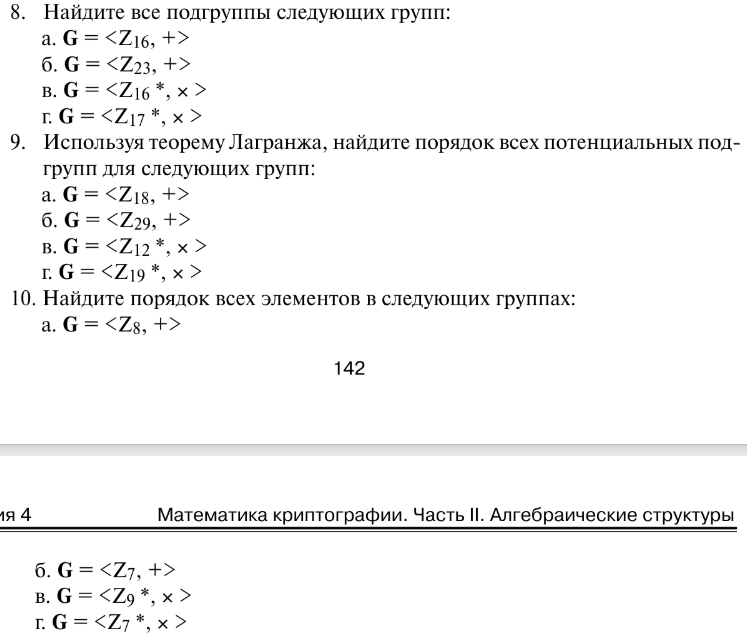 8. Найдите все подгруппы следующих групп:
а. G = <Z16, +>
б. G = <Z23, +>
в. G = <Z16 *, × >
г. G = <Z17 *, × >
9. Используя теорему Лагранжа, найдите порядок всех потенциальных под-
групп для следующих групп:
а. G = <Z18, +>
б. G = <Z29, +>
в. G = <Z12 *, × >
г. G = <Z19 *, × >
10. Найдите порядок всех элементов в следующих группах:
а. G = <Z8, +>
142
ия 4 Математика криптографии. Часть II. Алгебраические структуры
б. G = <Z7, +>
в. G = <Z9 *, × >
г. G = <Z7 *, × >